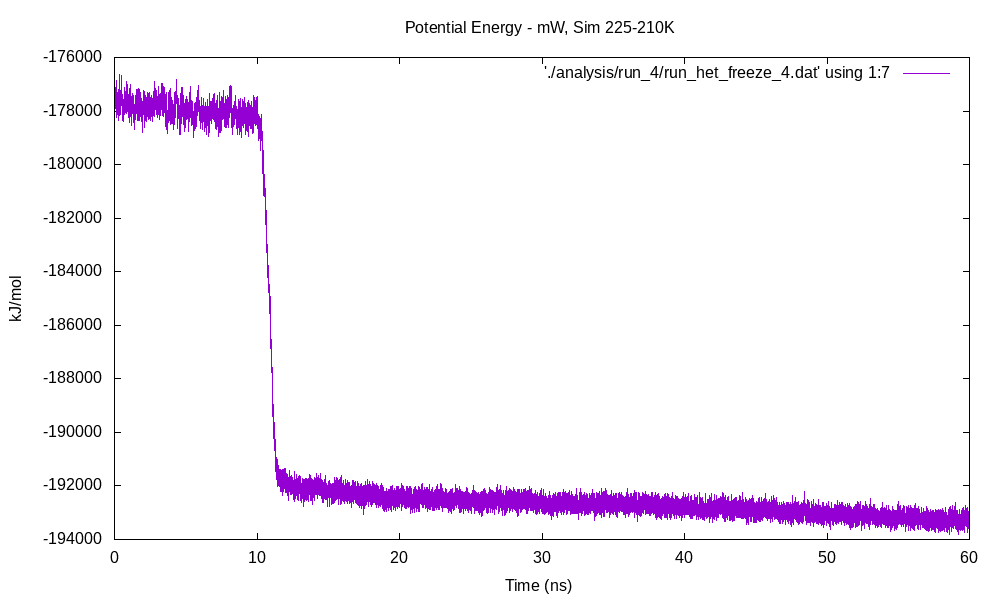 Potential Energy - mW, Sim 225-210K
'./analysis/run_4/run_het_freeze_4.dat' using 1:7
-176000
-178000
-180000
-182000
-184000
-186000
-188000
-190000
-192000
-194000
kJ/mol
0 10 20 30 40 50 60
Time (ns)